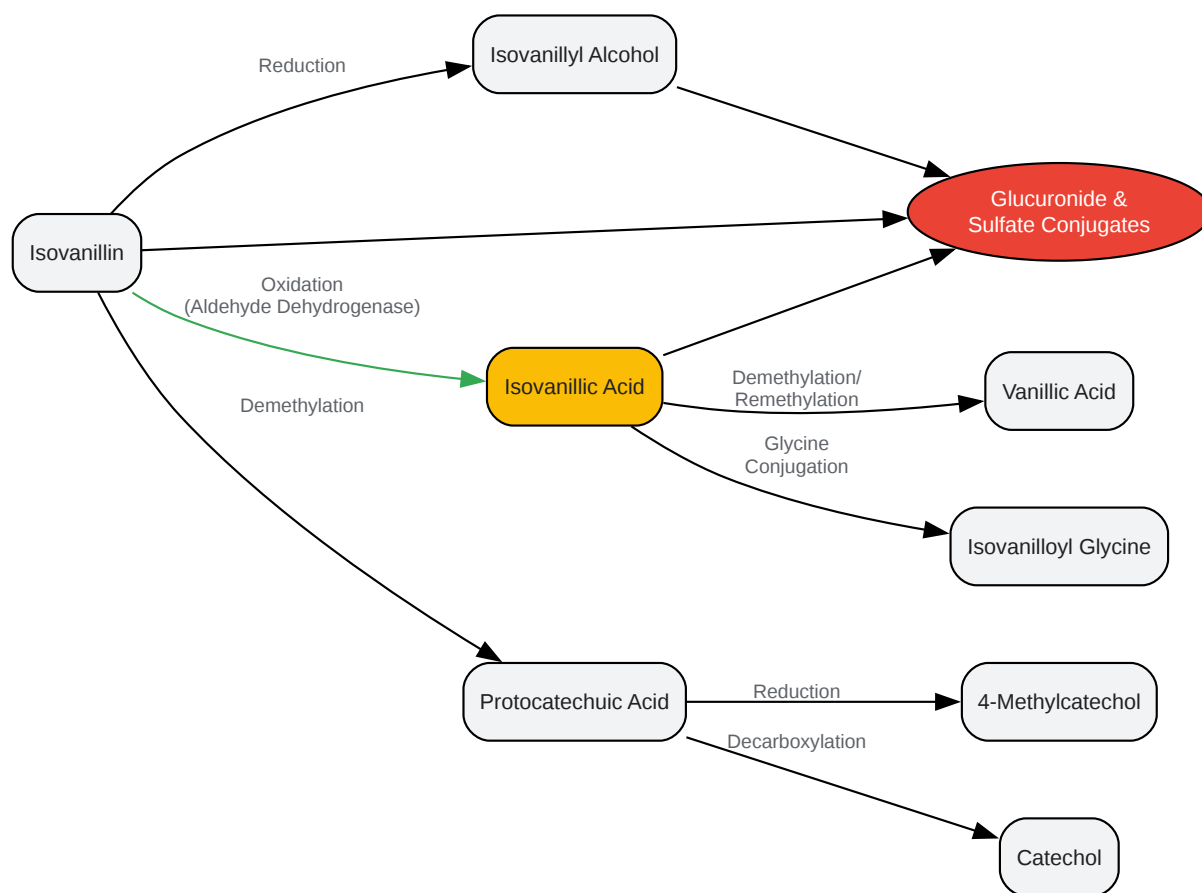 Isovanillyl Alcohol
Reduction
Glucuronide &
Sulfate Conjugates
Isovanillin
Oxidation
(Aldehyde Dehydrogenase)
Isovanillic Acid
Demethylation/
Remethylation
Vanillic Acid
Demethylation
Glycine
Conjugation
Isovanilloyl Glycine
Protocatechuic Acid
Reduction
4-Methylcatechol
Decarboxylation
Catechol